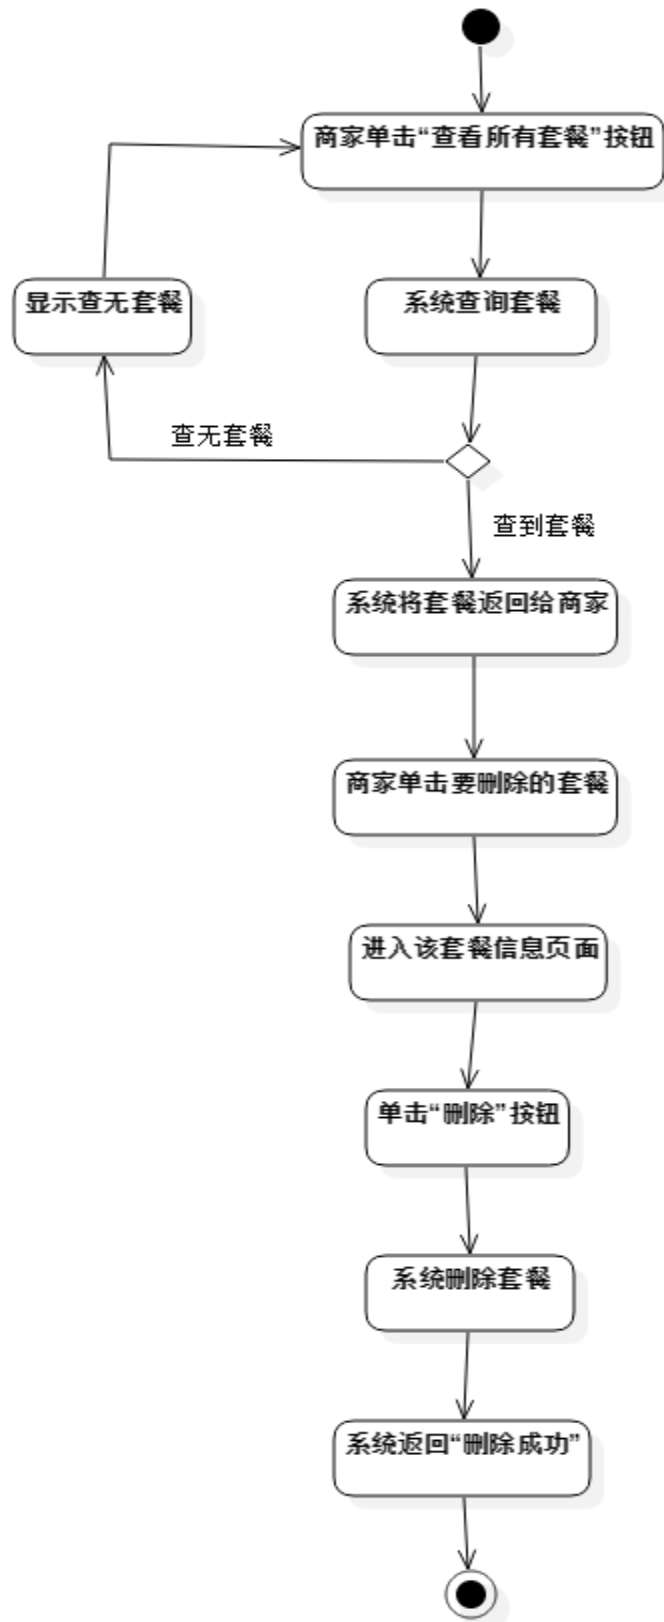 商家单击“查看所有套餐”按钮
显示查无套餐
系统查询套餐
查无套餐
查到套餐
系统将套餐返回给商家
商家单击要删除的套餐
进入该套餐信息页面
单击“删除”按钮
系统删除套餐
系统返回“删除成功”